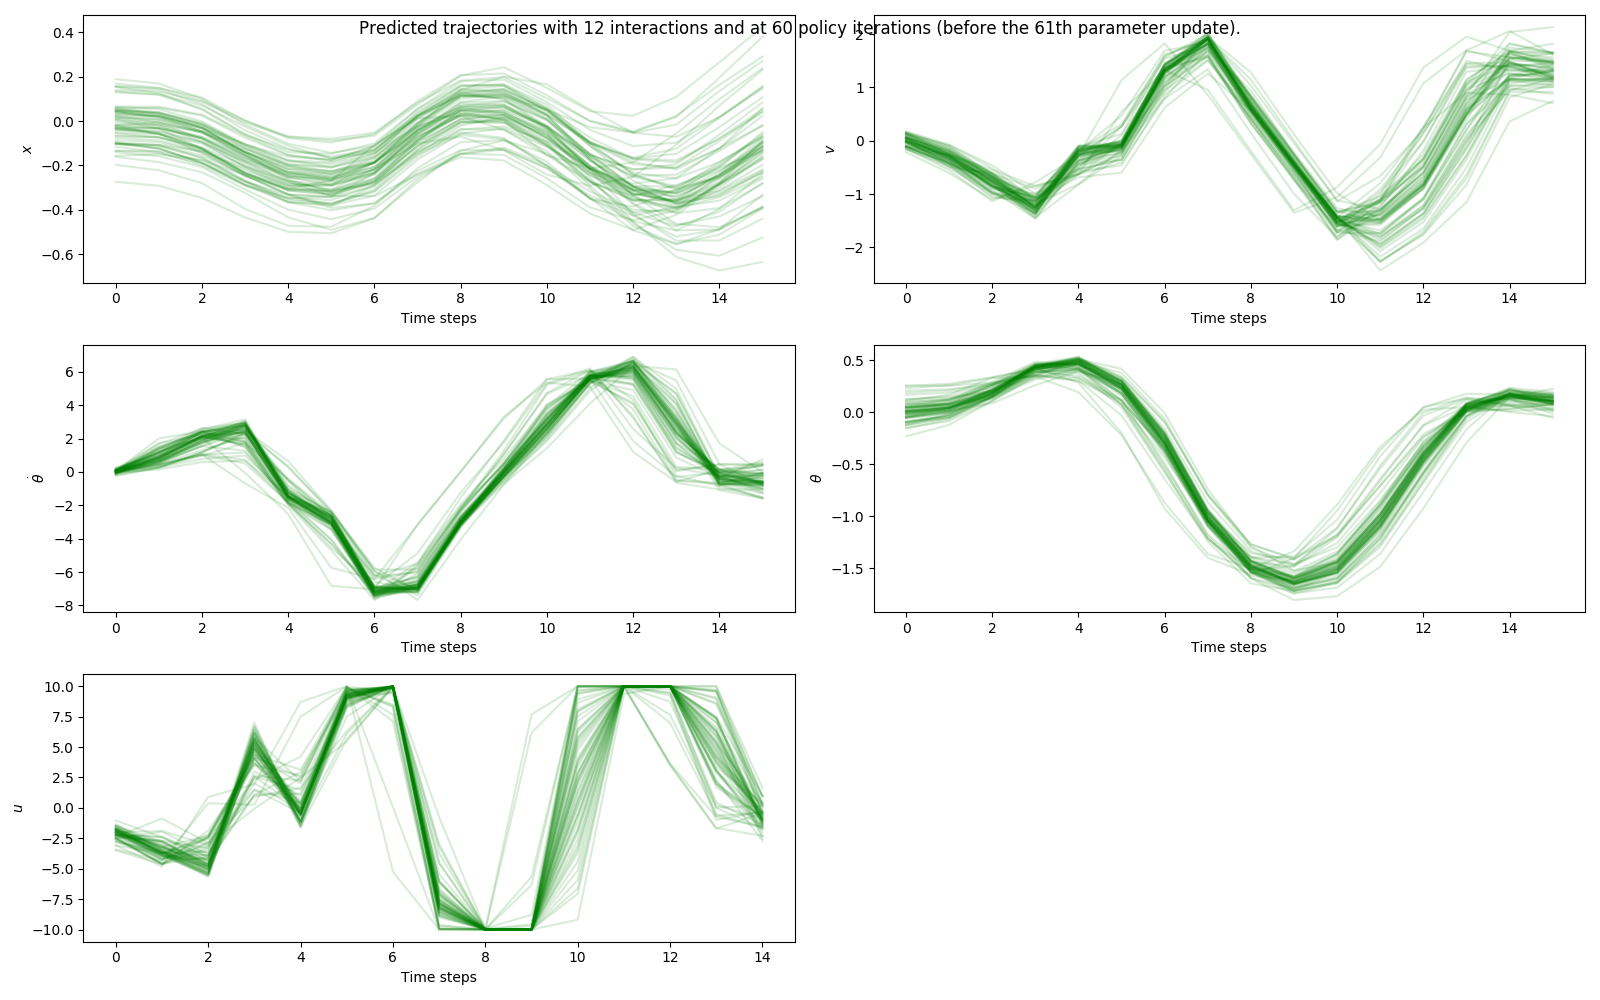 Predicted trajectories with 12 interactions and at 60 policy iterations (before the 61th parameter update).
0.4
0.2
0.0
−0.2
−0.4
−0.6
x
0 2 4 6 8 10 12 14
Time steps
2
1
0
−1
−2
v
0 2 4 6 8 10 12 14
Time steps
6
4
2
0
−2
−4
−6
−8
θ̇
0 2 4 6 8 10 12 14
Time steps
0.5
0.0
−0.5
−1.0
−1.5
θ
0 2 4 6 8 10 12 14
Time steps
10.0
7.5
5.0
2.5
0.0
−2.5
−5.0
−7.5
−10.0
u
0 2 4 6 8 10 12 14
Time steps